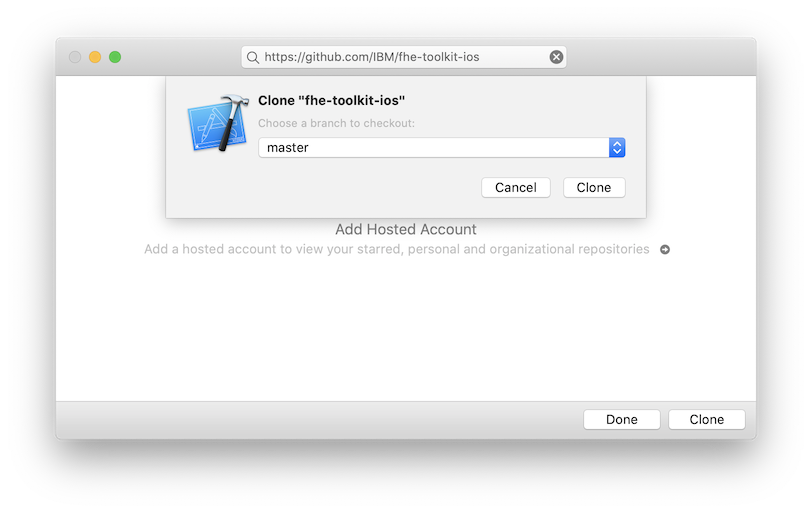 https://github.com/IBM/fhe-toolkit-ios
Clone "fhe-toolkit-ios"
Choose a branch to checkout:
master
Cancel Clone
Add Hosted Account
Add a hosted account to view your starred, personal and organizational repositories
Done Clone